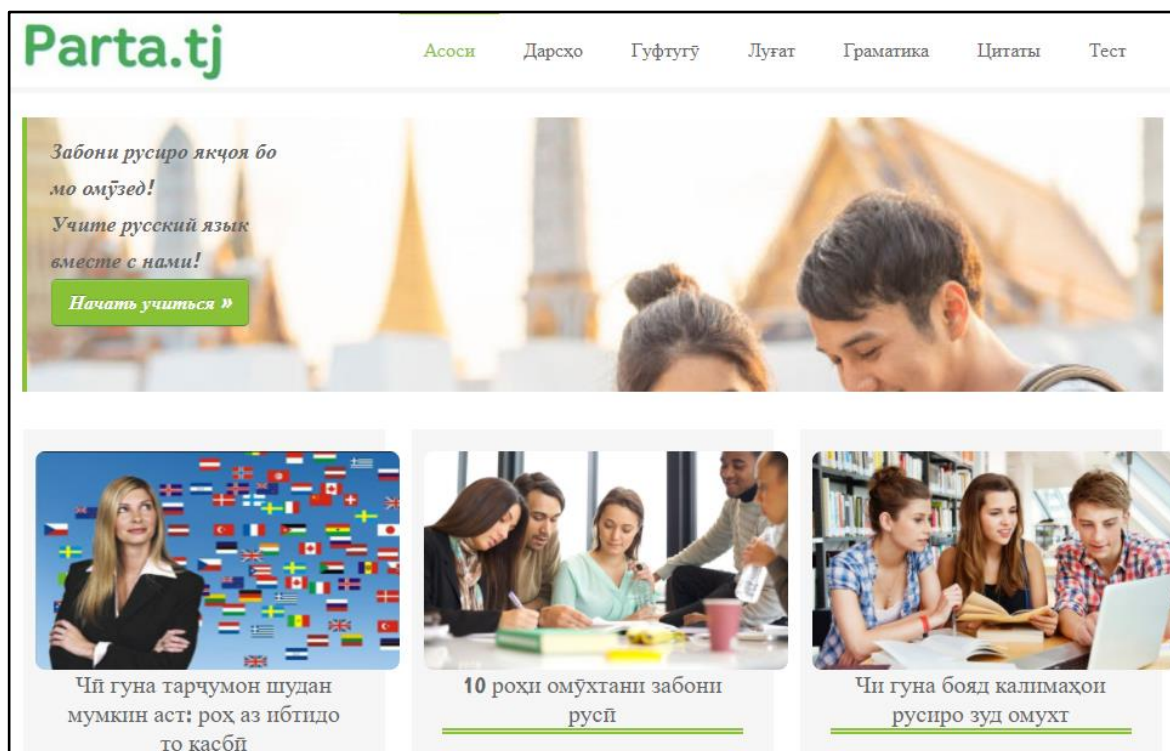 Parta.tj
Асоси Дарсҳо Гуфтугӯ Луғат Граматика Цитаты Тест
Забони русиро якҷоя бо
мо омӯзед!
Учите русский язык
вместе с нами!
Начать учиться »
Чӣ гуна тарҷумон шудан
мумкин аст: роҳ аз ибтидо
то касбӣ
10 роҳи омӯхтани забони
русӣ
Чи гуна бояд калимаҳои
русиро зуд омухт